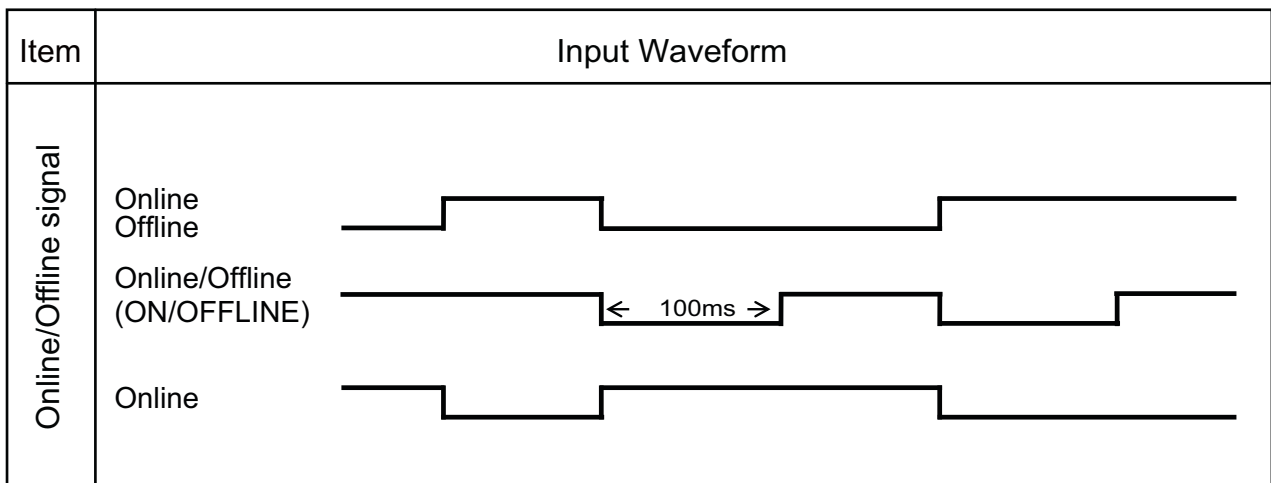 Item
Input Waveform
Online/Offline signal
Online
Offline
Online/Offline
(ON/OFFLINE)
100ms
Online